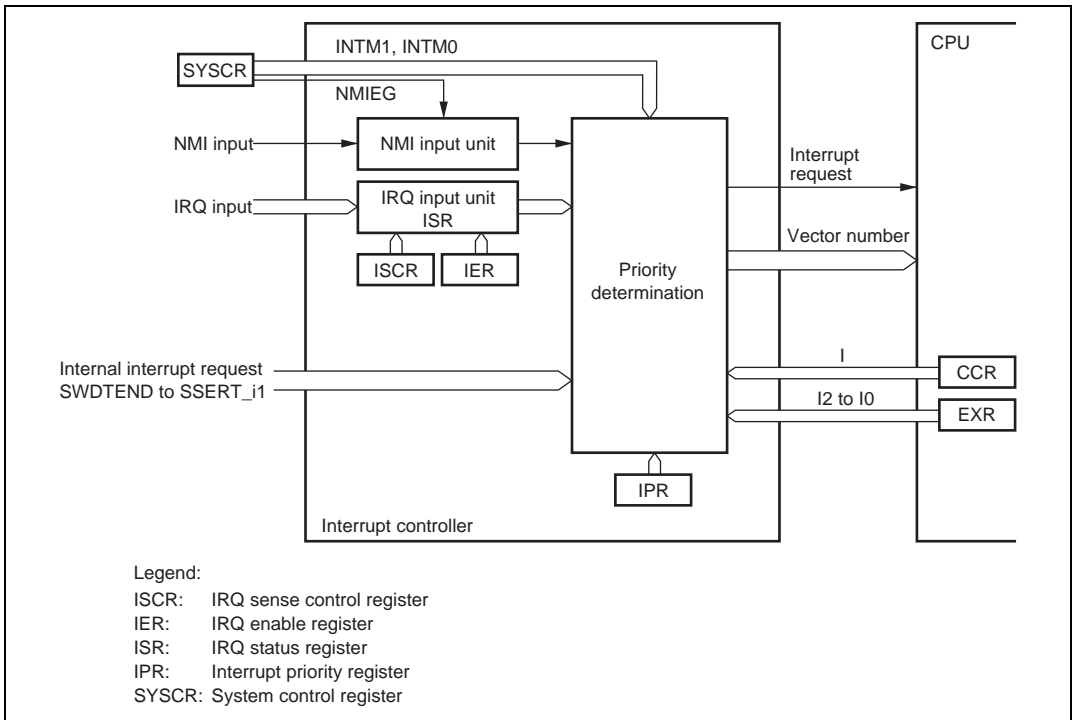 INTM1, INTM0
CPU
SYSCR
NMIEG
NMI input
NMI input unit
Interrupt
request
IRQ input
IRQ input unit
ISR
Vector number
ISCR
IER
Priority
determination
Internal interrupt request
SWDTEND to SSERT_i1
I
CCR
I2 to I0
EXR
IPR
Interrupt controller
Legend:
ISCR: IRQ sense control register
IER: IRQ enable register
ISR: IRQ status register
IPR: Interrupt priority register
SYSCR: System control register